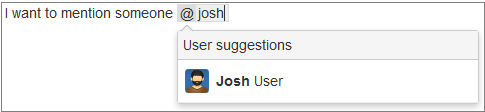 I want to mention someone @ josh
User suggestions
Josh User